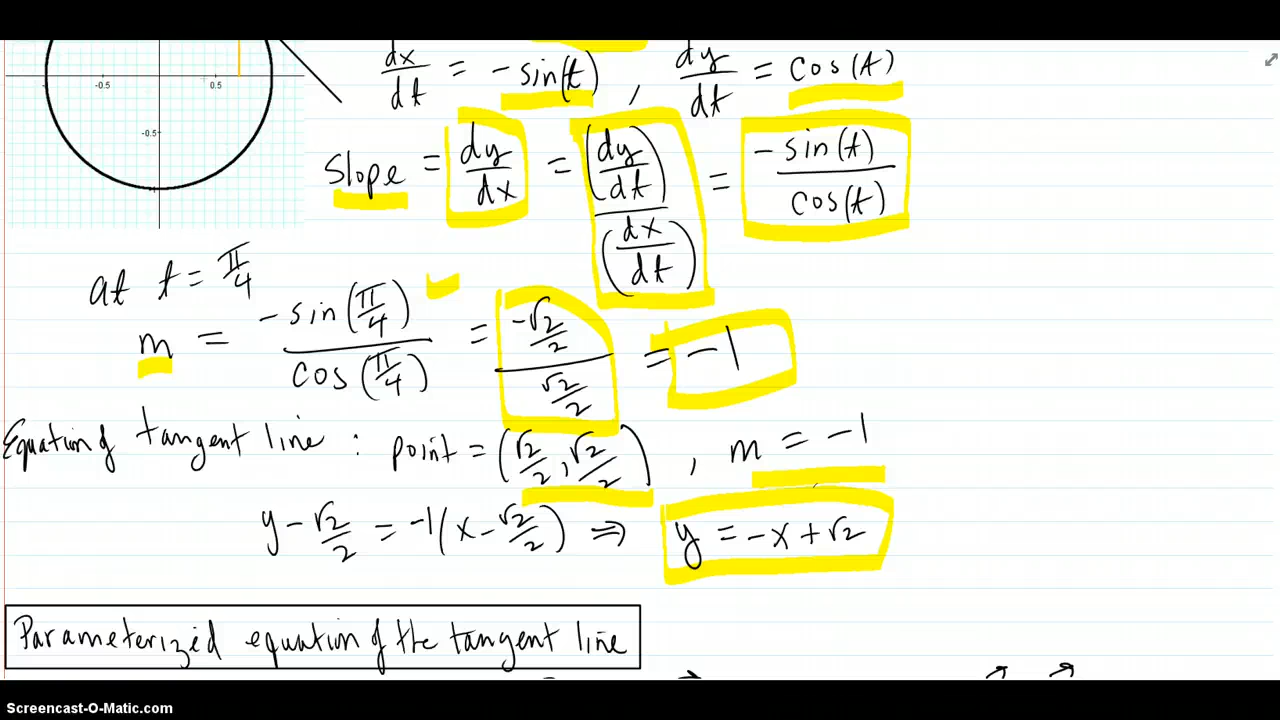 dx/dt = -sin(t) , dy/dt = cos(t)
-0.5 0.5
-0.5
Slope = dy/dx = (dy/dt)/(dx/dt) = -sin(t)/cos(t)
at t = π/4
m = -sin(π/4)/cos(π/4) = (-√2/2)/(√2/2) = -1
Equation of tangent line : point = (√2/2, √2/2) , m = -1
y - √2/2 = -1(x - √2/2) ⇒ y = -x + √2
Parameterized equation of the tangent line
Screencast-O-Matic.com